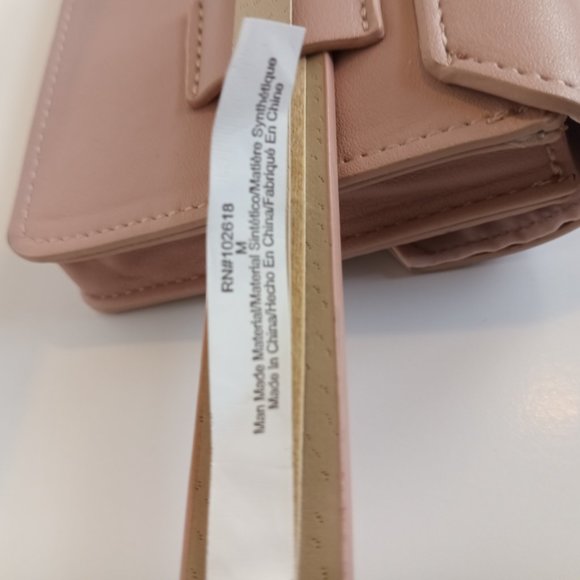 RN#102618
M
Man Made Material/Material Sintético/Matière Synthétique
Made In China/Hecho En China/Fabriqué En Chine